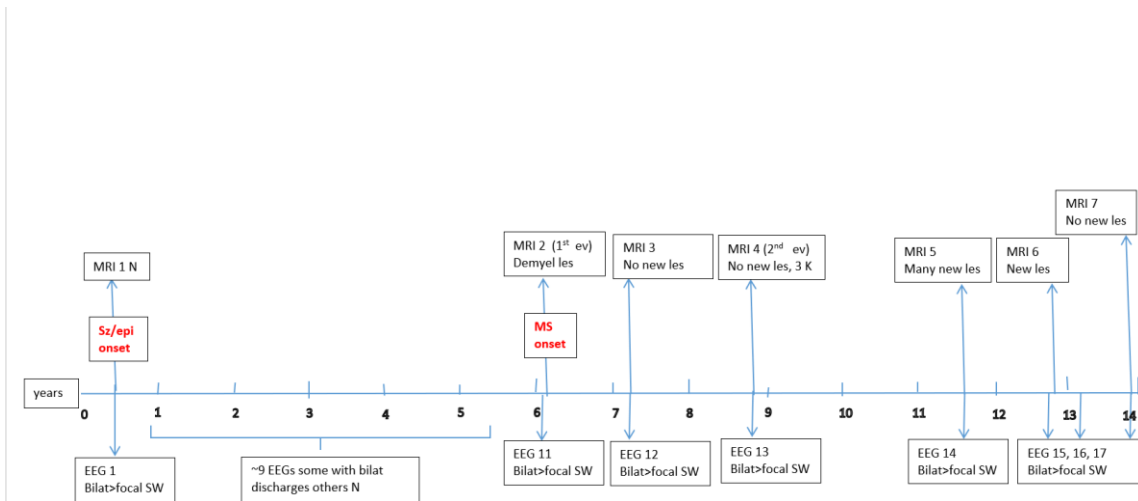 MRI 7
No new les
MRI 2 (1st ev)
Demyel les
MRI 3
No new les
MRI 4 (2nd ev)
No new les, 3 K
MRI 5
Many new les
MRI 6
New les
MRI 1 N
Sz/epi
onset
MS
onset
years
0 1 2 3 4 5 6 7 8 9 10 11 12 13 14
EEG 1
Bilat>focal SW
~9 EEGs some with bilat
discharges others N
EEG 11
Bilat>focal SW
EEG 12
Bilat>focal SW
EEG 13
Bilat>focal SW
EEG 14
Bilat>focal SW
EEG 15, 16, 17
Bilat>focal SW